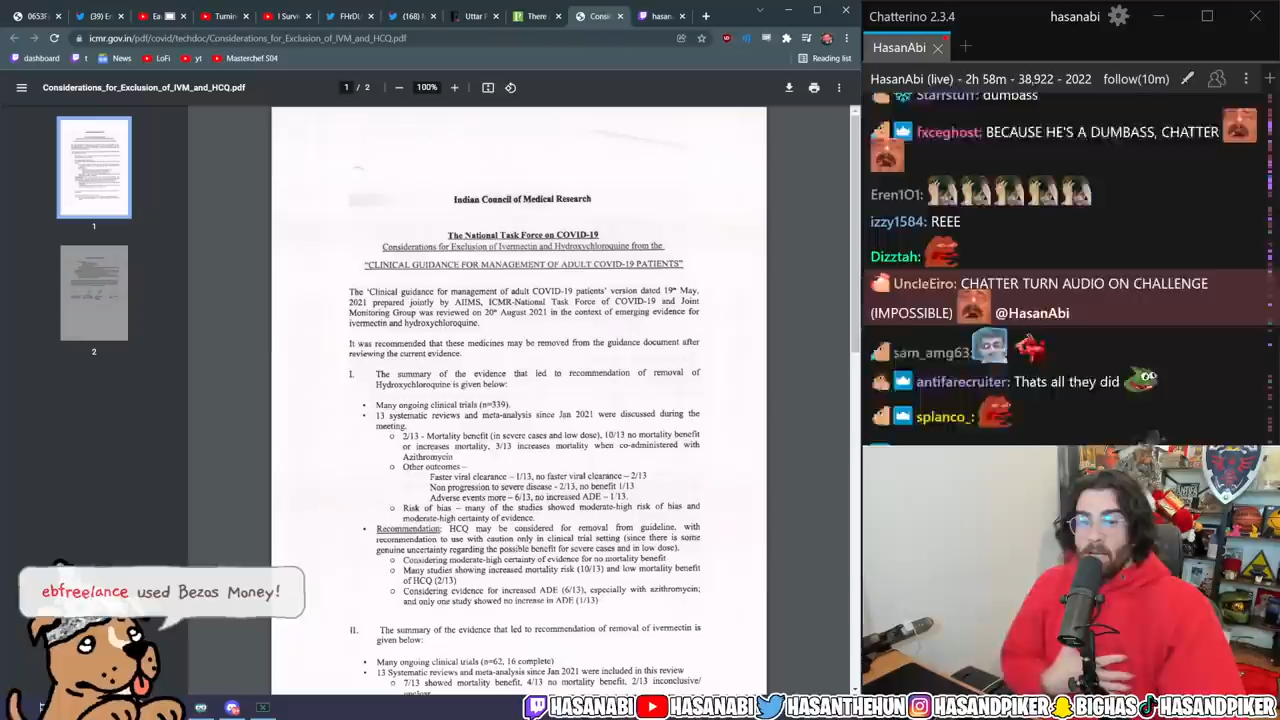 0653F
(39) E
Ea
Turni
I Surv
FHrDL
(168) N
Uttar P
There
Consi
hasan
icmr.gov.in/pdf/covid/techdoc/Considerations_for_Exclusion_of_IVM_and_HCQ.pdf
dashboard
t
News
LoFi
yt
Masterchef S04
Reading list
Considerations_for_Exclusion_of_IVM_and_HCQ.pdf
1 / 2
100%
1
2
Indian Council of Medical Research
The National Task Force on COVID-19
Considerations for Exclusion of Ivermectin and Hydroxychloroquine from the
"CLINICAL GUIDANCE FOR MANAGEMENT OF ADULT COVID-19 PATIENTS"
The 'Clinical guidance for management of adult COVID-19 patients' version dated 19th May,
2021 prepared jointly by AIIMS, ICMR-National Task Force of COVID-19 and Joint
Monitoring Group was reviewed on 20th August 2021 in the context of emerging evidence for
ivermectin and hydroxychloroquine.
It was recommended that these medicines may be removed from the guidance document after
reviewing the current evidence.
I. The summary of the evidence that led to recommendation of removal of
Hydroxychloroquine is given below:
• Many ongoing clinical trials (n=339).
• 13 systematic reviews and meta-analysis since Jan 2021 were discussed during the
meeting.
o 2/13 - Mortality benefit (in severe cases and low dose), 10/13 no mortality benefit
or increases mortality, 3/13 increases mortality when co-administered with
Azithromycin
o Other outcomes –
Faster viral clearance – 1/13, no faster viral clearance – 2/13
Non progression to severe disease - 2/13, no benefit 1/13
Adverse events more – 6/13, no increased ADE – 1/13.
o Risk of bias – many of the studies showed moderate-high risk of bias and
moderate-high certainty of evidence.
• Recommendation: HCQ may be considered for removal from guideline, with
recommendation to use with caution only in clinical trial setting (since there is some
genuine uncertainty regarding the possible benefit for severe cases and in low dose).
o Considering moderate-high certainty of evidence for no mortality benefit
o Many studies showing increased mortality risk (10/13) and low mortality benefit
of HCQ (2/13)
o Considering evidence for increased ADE (6/13), especially with azithromycin;
and only one study showed no increase in ADE (1/13)
II. The summary of the evidence that led to recommendation of removal of ivermectin is
given below:
• Many ongoing clinical trials (n=62, 16 complete)
• 13 Systematic reviews and meta-analysis since Jan 2021 were included in this review
o 7/13 showed mortality benefit, 4/13 no mortality benefit, 2/13 inconclusive/
ebfreelance used Bezos Money!
Chatterino 2.3.4
hasanabi
HasanAbi
HasanAbi (live) - 2h 58m - 38,922 - 2022
follow(10m)
Starfstuff: dumbass
fxceghost: BECAUSE HE'S A DUMBASS, CHATTER
Eren1O1:
izzy1584: REEE
Dizztah:
UncleEiro: CHATTER TURN AUDIO ON CHALLENGE
(IMPOSSIBLE) @HasanAbi
sam_amg63:
antifarecruiter: Thats all they did
splanco_:
HASANABI
HASANABI
HASANTHEHUN
HASANDPIKER
BIGHAS
HASANDPIKER